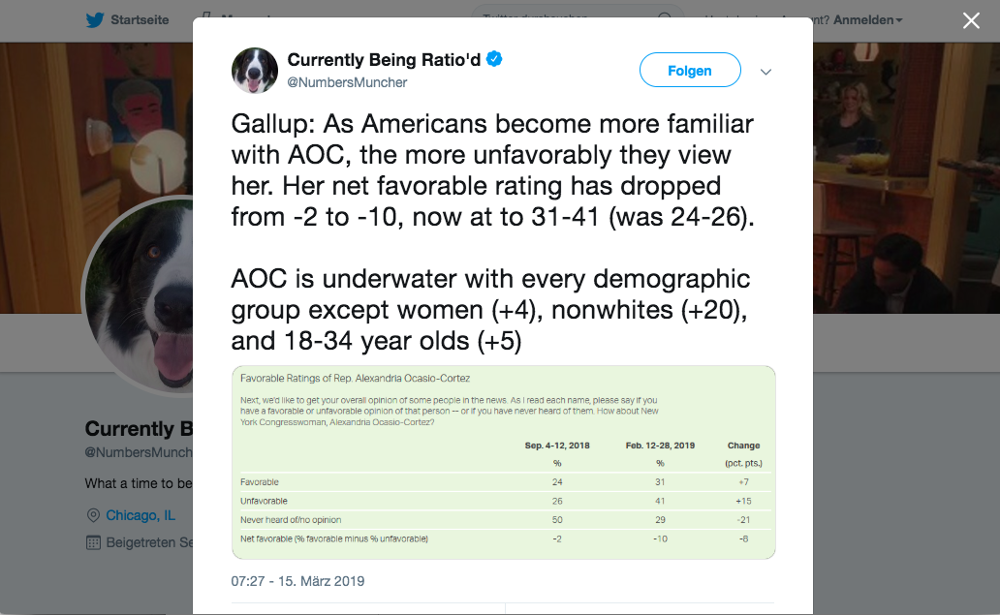 Startseite
nt? Anmelden
Currently Being Ratio'd
@NumbersMuncher
Folgen
Gallup: As Americans become more familiar
with AOC, the more unfavorably they view
her. Her net favorable rating has dropped
from -2 to -10, now at to 31-41 (was 24-26).
AOC is underwater with every demographic
group except women (+4), nonwhites (+20),
and 18-34 year olds (+5)
Favorable Ratings of Rep. Alexandria Ocasio-Cortez
Next, we'd like to get your overall opinion of some people in the news. As I read each name, please say if you
have a favorable or unfavorable opinion of that person -- or if you have never heard of them. How about New
York Congresswoman, Alexandria Ocasio-Cortez?
Sep. 4-12, 2018 Feb. 12-28, 2019 Change
% % (pct. pts.)
Favorable 24 31 +7
Unfavorable 26 41 +15
Never heard of/no opinion 50 29 -21
Net favorable (% favorable minus % unfavorable) -2 -10 -8
07:27 - 15. März 2019
Currently B
@NumbersMunch
What a time to be
Chicago, IL
Beigetreten Se